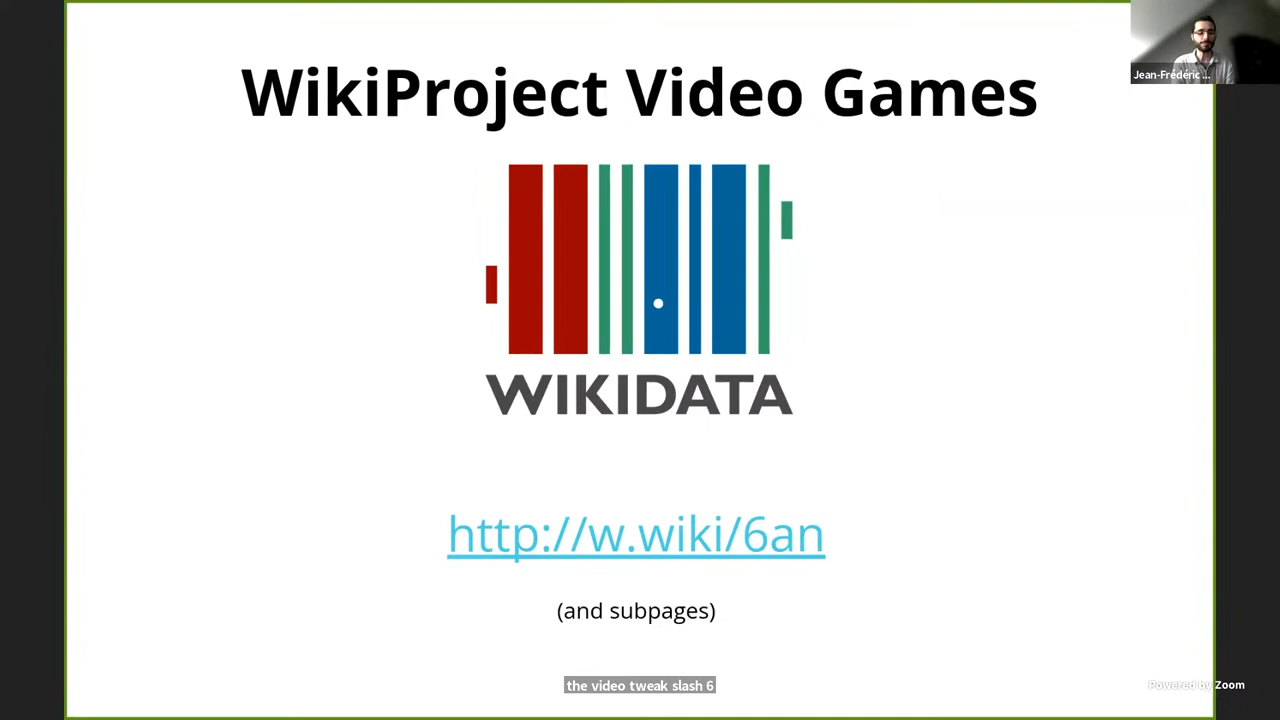 WikiProject Video Games
Jean-Frédéric ...
WIKIDATA
http://w.wiki/6an
(and subpages)
the video tweak slash 6
Powered by Zoom